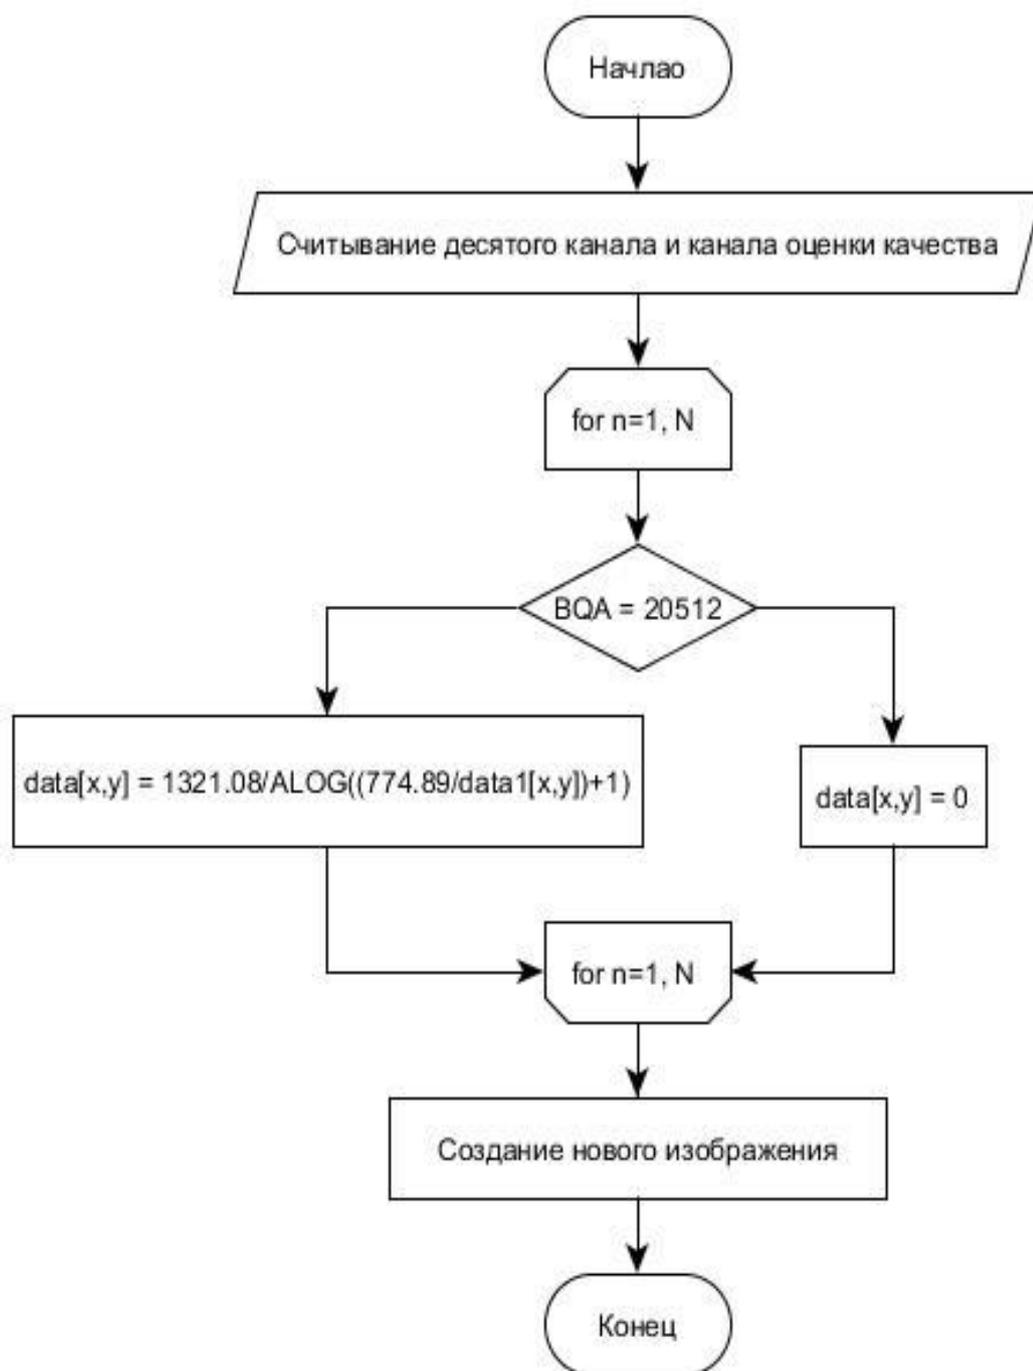 Начлао
Считывание десятого канала и канала оценки качества
for n=1, N
BQA = 20512
data[x,y] = 1321.08/ALOG((774.89/data1[x,y])+1)
data[x,y] = 0
for n=1, N
Создание нового изображения
Конец